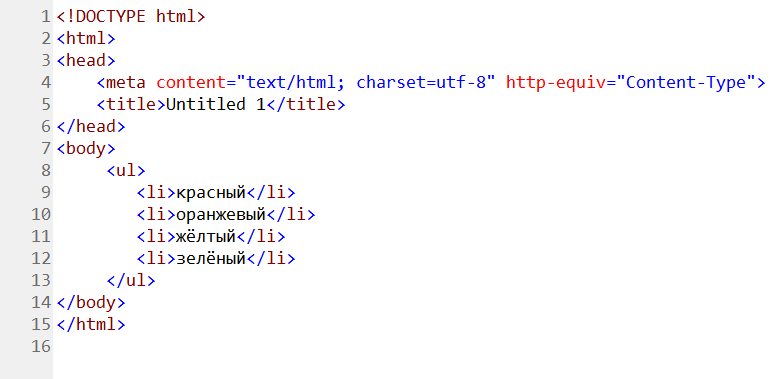 1 <!DOCTYPE html>
2 <html>
3 <head>
4     <meta content="text/html; charset=utf-8" http-equiv="Content-Type">
5     <title>Untitled 1</title>
6 </head>
7 <body>
8      <ul>
9         <li>красный</li>
10         <li>оранжевый</li>
11         <li>жёлтый</li>
12         <li>зелёный</li>
13      </ul>
14 </body>
15 </html>
16